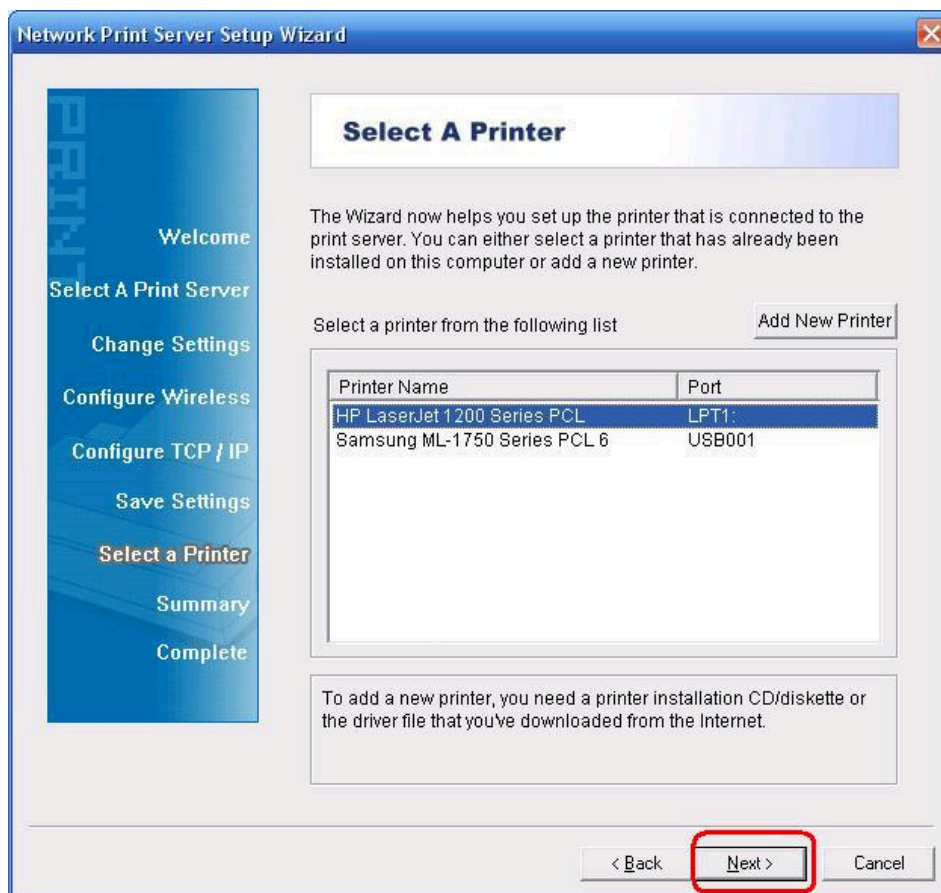 Network Print Server Setup Wizard
PRINT
Welcome
Select A Print Server
Change Settings
Configure Wireless
Configure TCP / IP
Save Settings
Select a Printer
Summary
Complete
Select A Printer
The Wizard now helps you set up the printer that is connected to the
print server. You can either select a printer that has already been
installed on this computer or add a new printer.
Select a printer from the following list
Add New Printer
Printer Name Port
HP LaserJet 1200 Series PCL LPT1:
Samsung ML-1750 Series PCL 6 USB001
To add a new printer, you need a printer installation CD/diskette or
the driver file that you've downloaded from the Internet.
< Back Next > Cancel